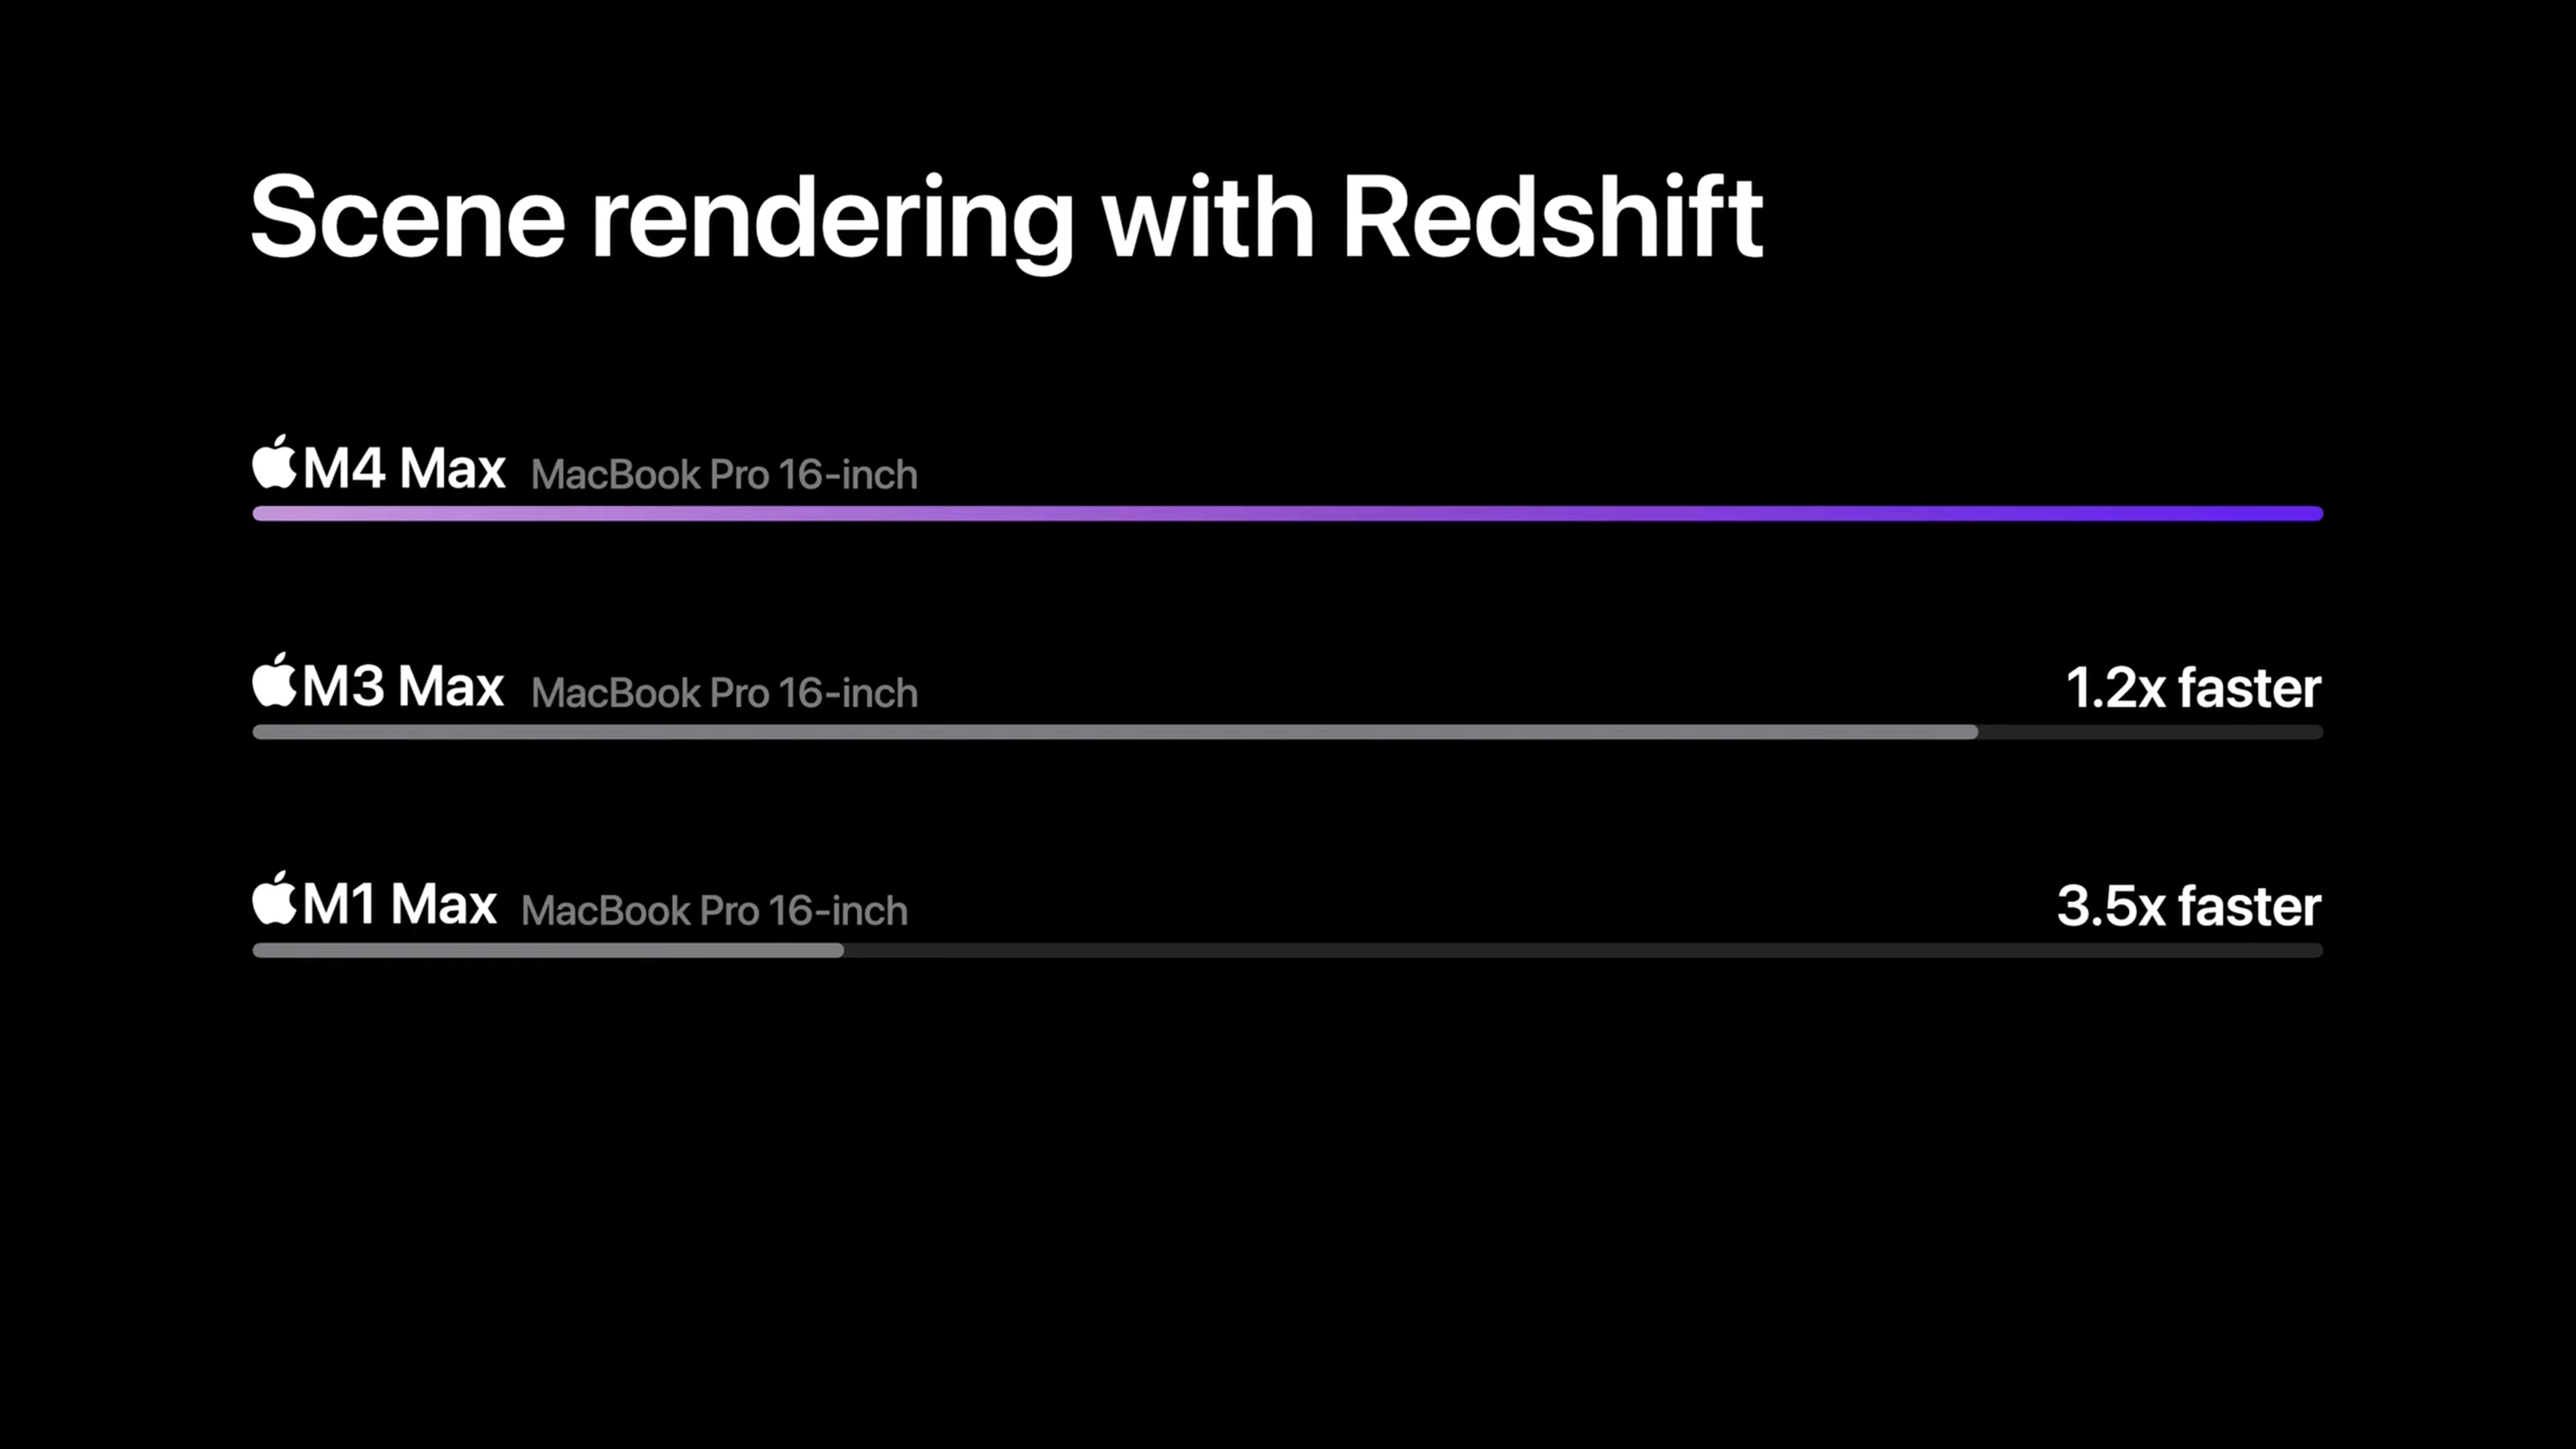 Scene rendering with Redshift
M4 Max MacBook Pro 16-inch
M3 Max MacBook Pro 16-inch 1.2x faster
M1 Max MacBook Pro 16-inch 3.5x faster